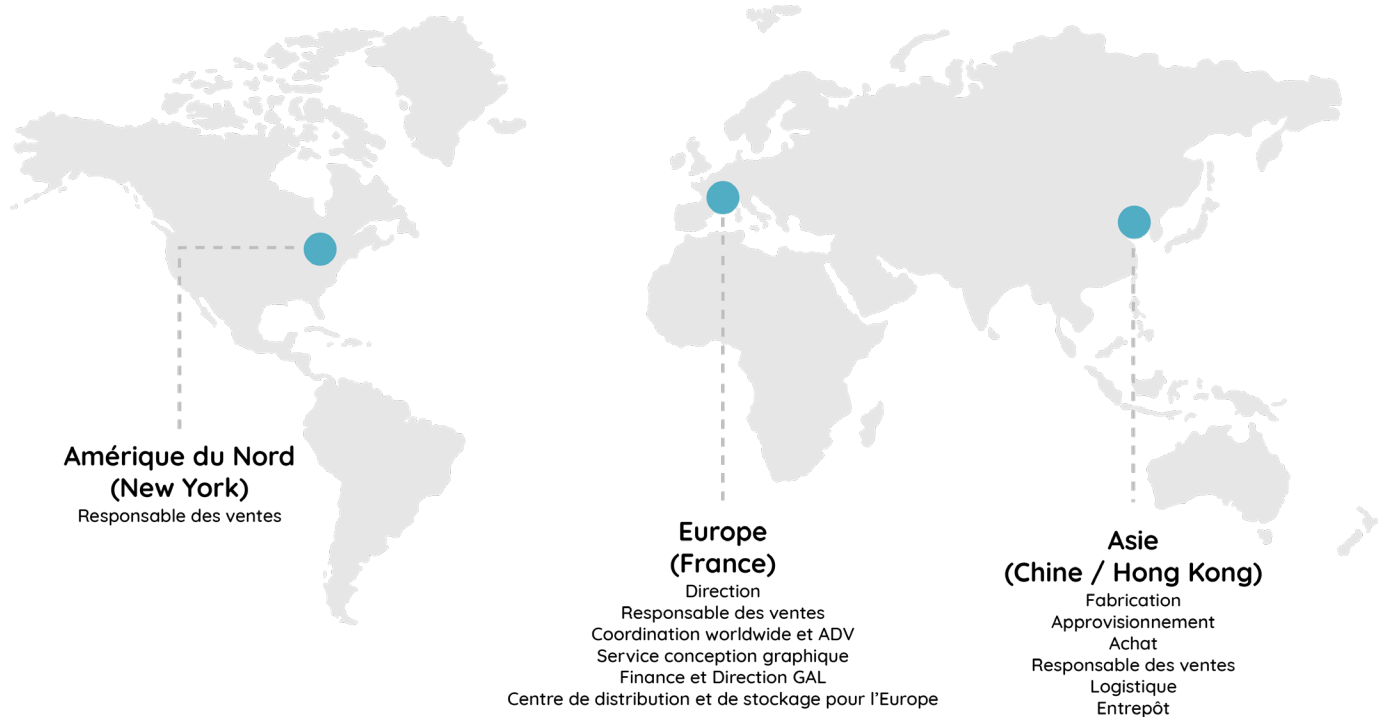 Amérique du Nord
(New York)
Responsable des ventes
Europe
(France)
Direction
Responsable des ventes
Coordination worldwide et ADV
Service conception graphique
Finance et Direction GAL
Centre de distribution et de stockage pour l'Europe
Asie
(Chine / Hong Kong)
Fabrication
Approvisionnement
Achat
Responsable des ventes
Logistique
Entrepôt